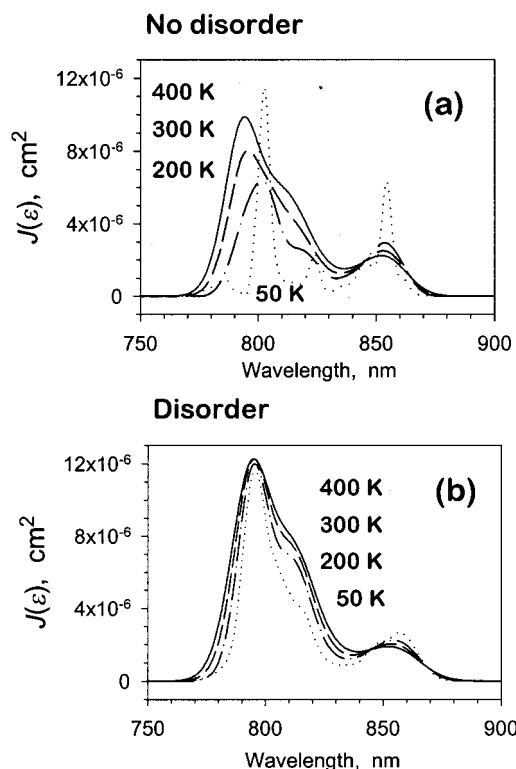 No disorder
12x10⁻⁶
400 K
(a)
300 K
8x10⁻⁶
200 K
J(ε), cm²
4x10⁻⁶
50 K
0
750 800 850 900
Wavelength, nm
Disorder
12x10⁻⁶
400 K
(b)
300 K
8x10⁻⁶
200 K
J(ε), cm²
50 K
4x10⁻⁶
0
750 800 850 900
Wavelength, nm